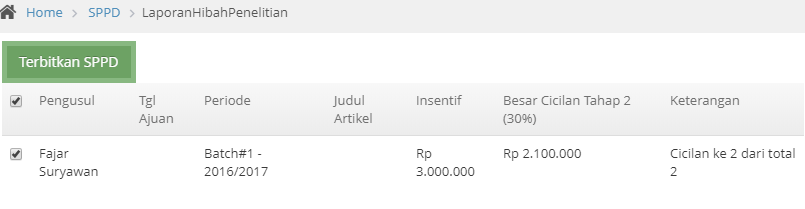 Home > SPPD > LaporanHibahPenelitian
Terbitkan SPPD
Pengusul Tgl Periode Judul Insentif Besar Cicilan Tahap 2 Keterangan
Ajuan Artikel (30%)
Fajar Batch#1 - Rp Rp 2.100.000 Cicilan ke 2 dari total
Suryawan 2016/2017 3.000.000 2